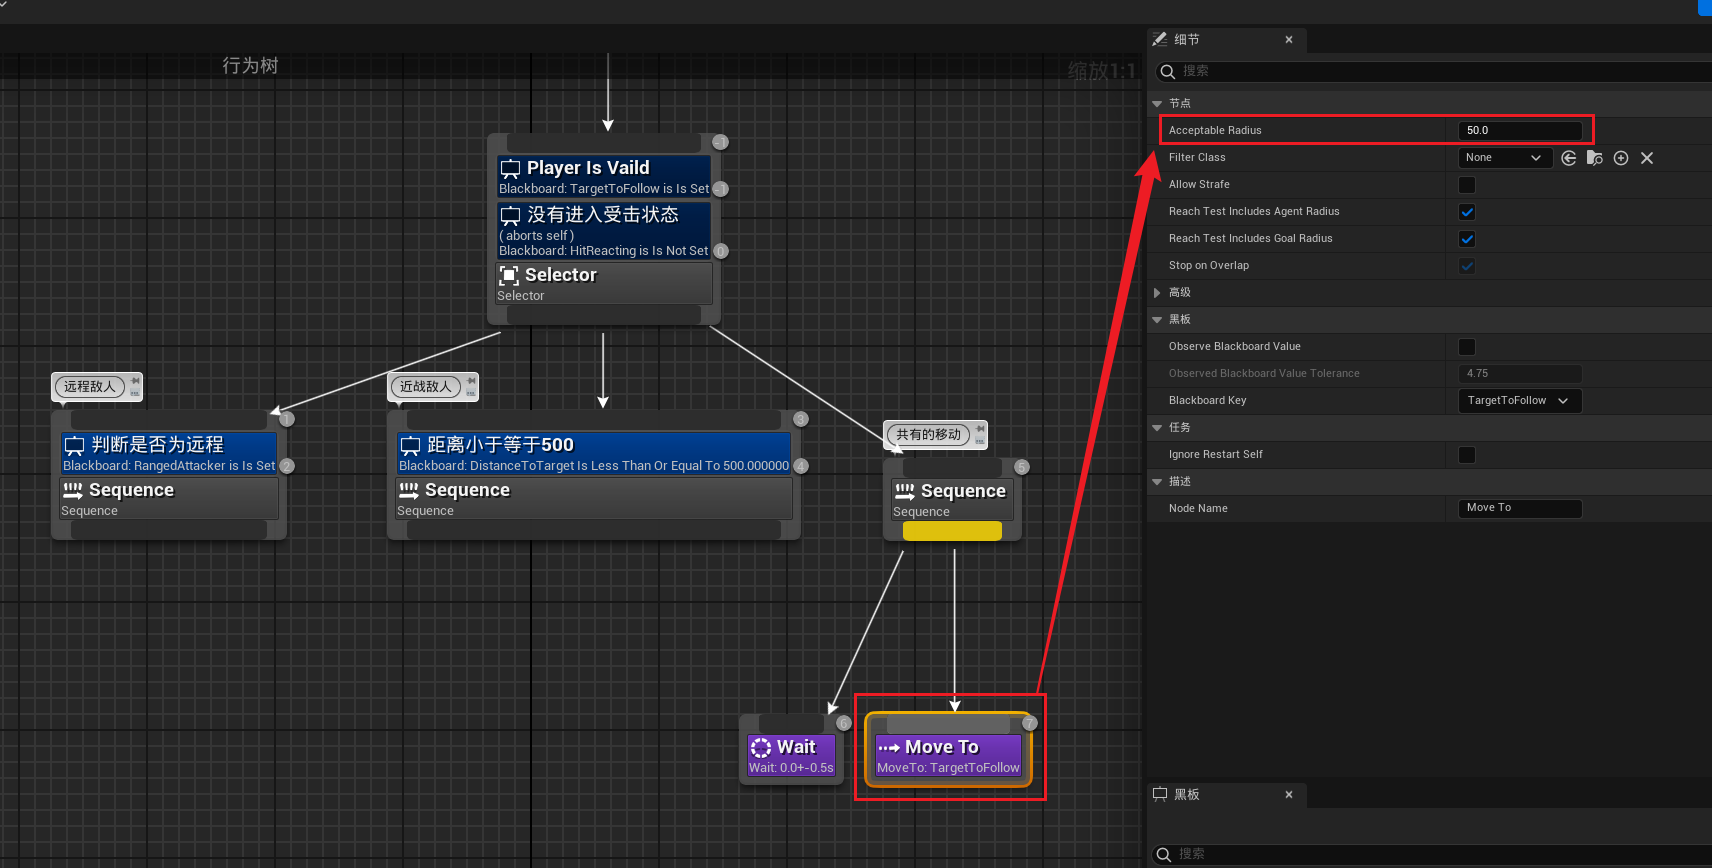 行为树
缩放1:1
-1
Player Is Vaild
Blackboard: TargetToFollow is Is Set
-1
没有进入受击状态
( aborts self )
Blackboard: HitReacting is Is Not Set
0
Selector
Selector
远程敌人
1
判断是否为远程
Blackboard: RangedAttacker is Is Set
2
Sequence
Sequence
近战敌人
3
距离小于等于500
Blackboard: DistanceToTarget Is Less Than Or Equal To 500.000000
4
Sequence
Sequence
共有的移动
5
Sequence
Sequence
6
Wait
Wait: 0.0+-0.5s
7
Move To
MoveTo: TargetToFollow
细节
搜索
节点
Acceptable Radius 50.0
Filter Class None
Allow Strafe
Reach Test Includes Agent Radius
Reach Test Includes Goal Radius
Stop on Overlap
高级
黑板
Observe Blackboard Value
Observed Blackboard Value Tolerance 4.75
Blackboard Key TargetToFollow
任务
Ignore Restart Self
描述
Node Name Move To
黑板
搜索